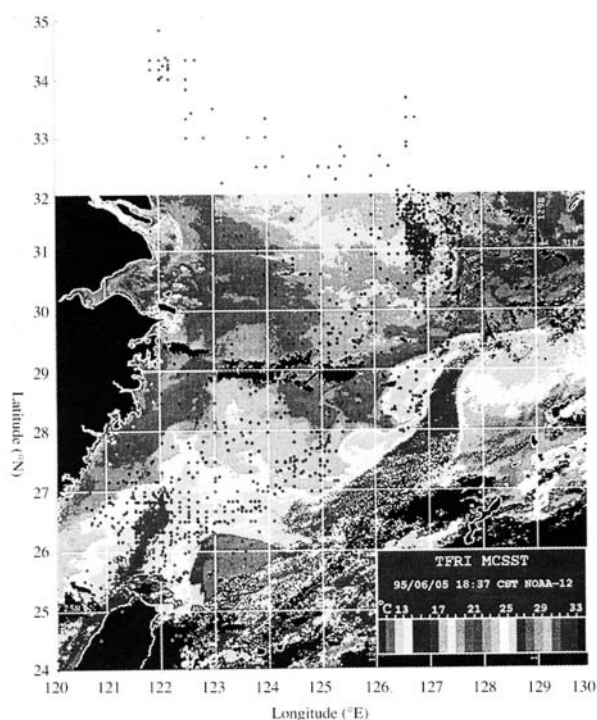 35
34
33
32
31
30
29
28
27
26
25
24
Latitude (°N)
31N
25N
TFRI MCSST
95/06/05 18:37 CST NOAA-12
°C 13 17 21 25 29 33
120 121 122 123 124 125 126 127 128 129 130
Longitude (°E)